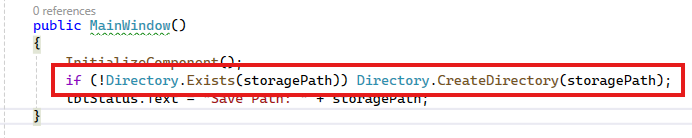 0 references
public MainWindow()
{
InitializeComponent();
if (!Directory.Exists(storagePath)) Directory.CreateDirectory(storagePath);
lblStatus.Text = "Save Path: " + storagePath;
}